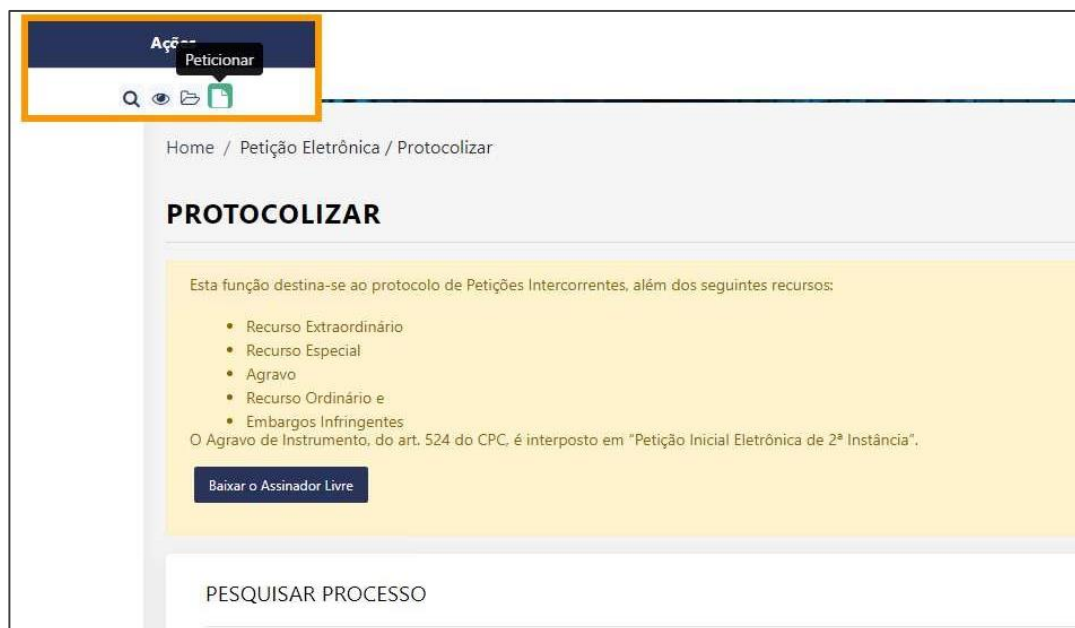 Ações
Peticionar
Home / Petição Eletrônica / Protocolizar
PROTOCOLIZAR
Esta função destina-se ao protocolo de Petições Intercorrentes, além dos seguintes recursos:
• Recurso Extraordinário
• Recurso Especial
• Agravo
• Recurso Ordinário e
• Embargos Infringentes
O Agravo de Instrumento, do art. 524 do CPC, é interposto em "Petição Inicial Eletrônica de 2ª Instância".
Baixar o Assinador Livre
PESQUISAR PROCESSO